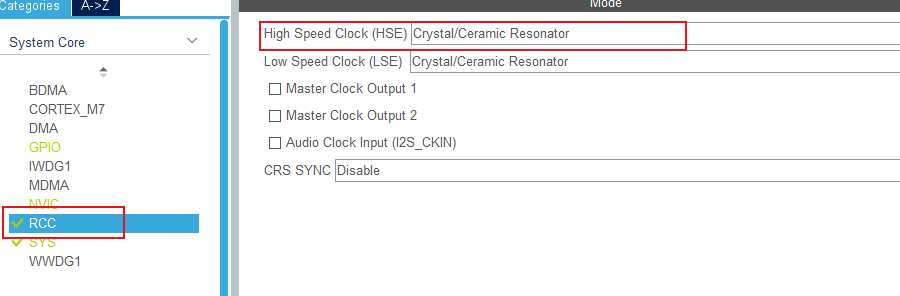 Categories A->Z
System Core
BDMA
CORTEX_M7
DMA
GPIO
IWDG1
MDMA
NVIC
RCC
SYS
WWDG1
Mode
High Speed Clock (HSE) Crystal/Ceramic Resonator
Low Speed Clock (LSE) Crystal/Ceramic Resonator
Master Clock Output 1
Master Clock Output 2
Audio Clock Input (I2S_CKIN)
CRS SYNC Disable